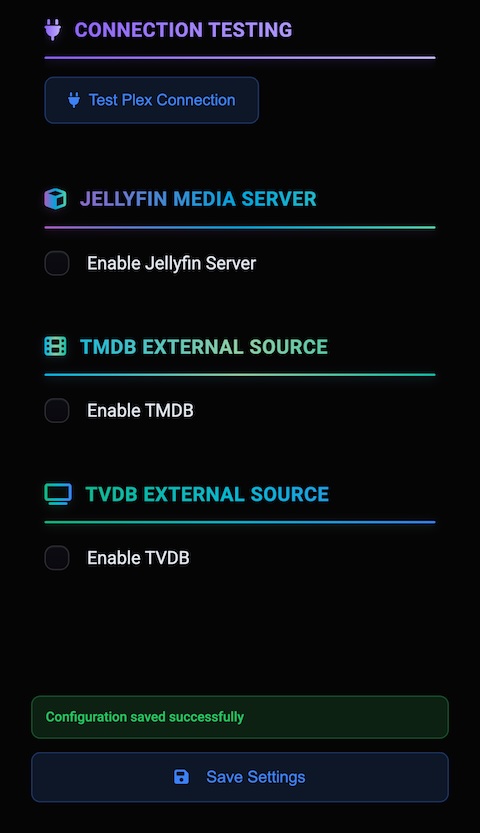 CONNECTION TESTING
Test Plex Connection
JELLYFIN MEDIA SERVER
Enable Jellyfin Server
TMDB EXTERNAL SOURCE
Enable TMDB
TVDB EXTERNAL SOURCE
Enable TVDB
Configuration saved successfully
Save Settings